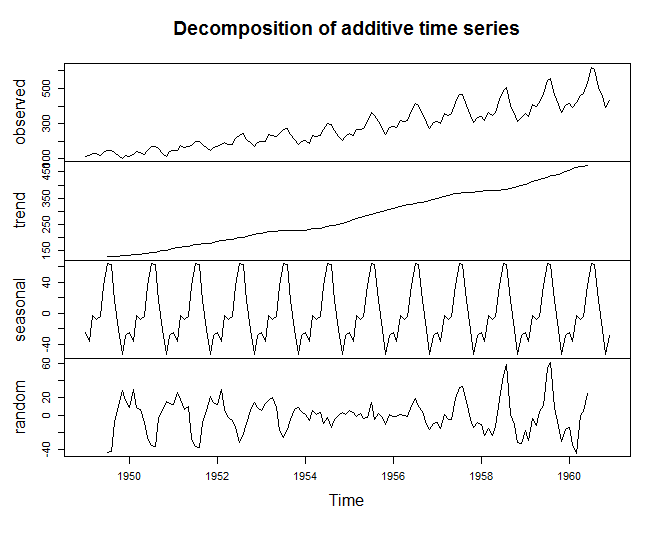 Decomposition of additive time series
observed
100 300 500
trend
150 250 350 450
seasonal
-40 0 40
random
-40 0 20 60
1950 1952 1954 1956 1958 1960
Time